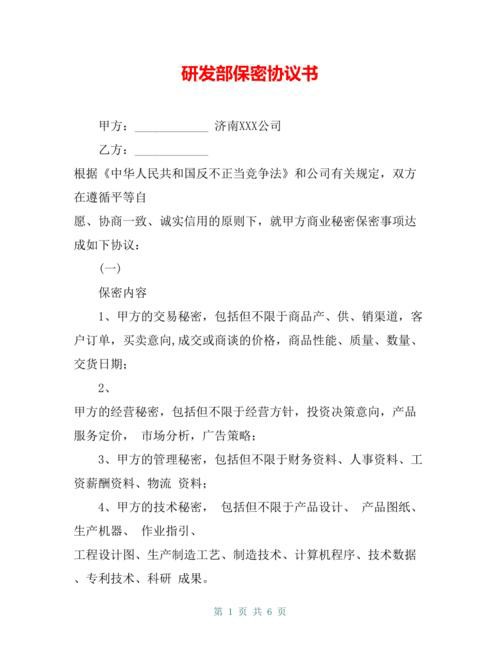 研发部保密协议书
甲方：___________ 济南XXX公司
乙方：___________
根据《中华人民共和国反不正当竞争法》和公司有关规定，双方
在遵循平等自
愿、协商一致、诚实信用的原则下，就甲方商业秘密保密事项达
成如下协议：
(一)
保密内容
1、甲方的交易秘密，包括但不限于商品产、供、销渠道，客
户订单，买卖意向,成交或商谈的价格，商品性能、质量、数量、
交货日期;
2、
甲方的经营秘密，包括但不限于经营方针，投资决策意向，产品
服务定价， 市场分析，广告策略;
3、甲方的管理秘密，包括但不限于财务资料、人事资料、工
资薪酬资料、物流 资料;
4、甲方的技术秘密， 包括但不限于产品设计、 产品图纸、
生产机器、 作业指引、
工程设计图、生产制造工艺、制造技术、计算机程序、技术数据
、专利技术、科研 成果。
第 1 页 共 6 页